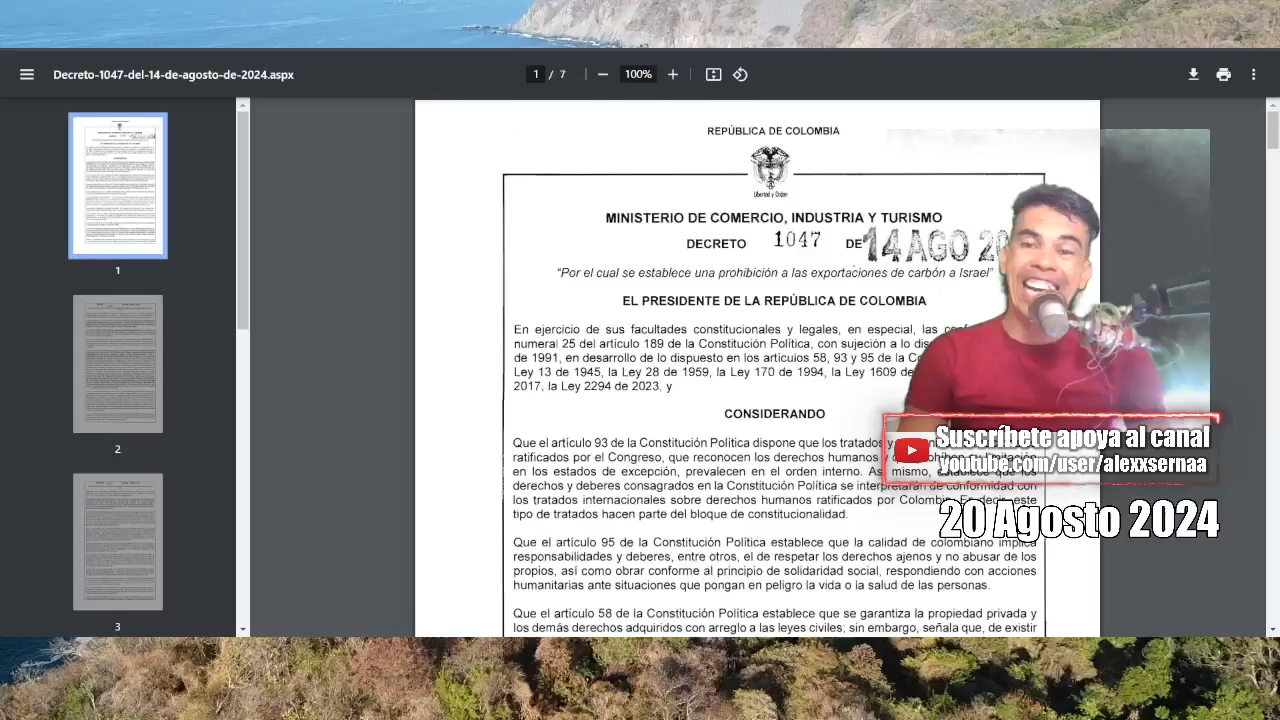 Decreto-1047-del-14-de-agosto-de-2024.aspx
1 / 7
100%
1
2
3
REPÚBLICA DE COLOMBIA
Libertad y Orden
MINISTERIO DE COMERCIO, INDUSTRIA Y TURISMO
DECRETO 1047 DE 14 AGO 20
"Por el cual se establece una prohibición a las exportaciones de carbón a Israel"
EL PRESIDENTE DE LA REPÚBLICA DE COLOMBIA
En ejercicio de sus facultades constitucionales y legales, en especial, las
numeral 25 del artículo 189 de la Constitución Política, con sujeción a lo
de 1991, en desarrollo de lo dispuesto en los artículos 58, 93 y 95 de la
Ley 13 de 1945, la Ley 28 de 1959, la Ley 170 de 1994, la Ley 1609 de
2017, la Ley 2294 de 2023, y
CONSIDERANDO
Que el artículo 93 de la Constitución Política dispone que los tratados y
ratificados por el Congreso, que reconocen los derechos humanos y
en los estados de excepción, prevalecen en el orden interno. Así mismo, establece que los
derechos y deberes consagrados en la Constitución Política se interpretarán de conformidad con
los tratados internacionales sobre derechos humanos ratificados por Colombia. este
tipo de tratados hacen parte del bloque de constitucionalidad.
Que el artículo 95 de la Constitución Política establece que la calidad de colombiano implica
responsabilidades y deberes, entre otros, el de respetar los derechos ajenos y no abusar de los
propios, así como obrar conforme al principio de solidaridad social, respondiendo con acciones
humanitarias ante situaciones que pongan en peligro la vida o la salud de las personas.
Que el artículo 58 de la Constitución Política establece que se garantiza la propiedad privada y
los demás derechos adquiridos con arreglo a las leyes civiles; sin embargo, señala que, de existir
Suscríbete apoya al canal
youtube.com/user/alexxsernaa
20 Agosto 2024